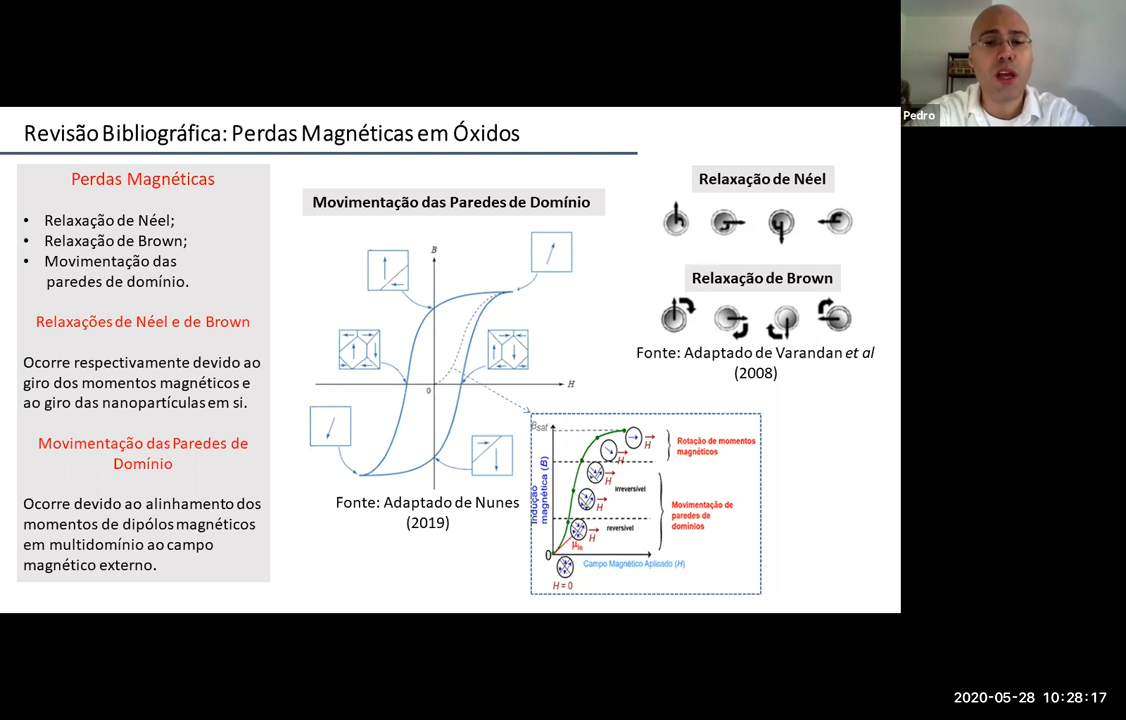 Pedro
Revisão Bibliográfica: Perdas Magnéticas em Óxidos
Perdas Magnéticas
• Relaxação de Néel;
• Relaxação de Brown;
• Movimentação das
paredes de domínio.
Relaxações de Néel e de Brown
Ocorre respectivamente devido ao
giro dos momentos magnéticos e
ao giro das nanopartículas em si.
Movimentação das Paredes de
Domínio
Ocorre devido ao alinhamento dos
momentos de dipólos magnéticos
em multidomínio ao campo
magnético externo.
Movimentação das Paredes de Domínio
B
H
0
Fonte: Adaptado de Nunes
(2019)
Relaxação de Néel
Relaxação de Brown
Fonte: Adaptado de Varandan et al
(2008)
Bsat
H
Rotação de momentos
magnéticos
H
H
irreversível
H
Movimentação de
paredes de
domínios
reversível
H
Indução
magnética (B)
μin
0
Campo Magnético Aplicado (H)
H = 0
2020-05-28 10:28:17